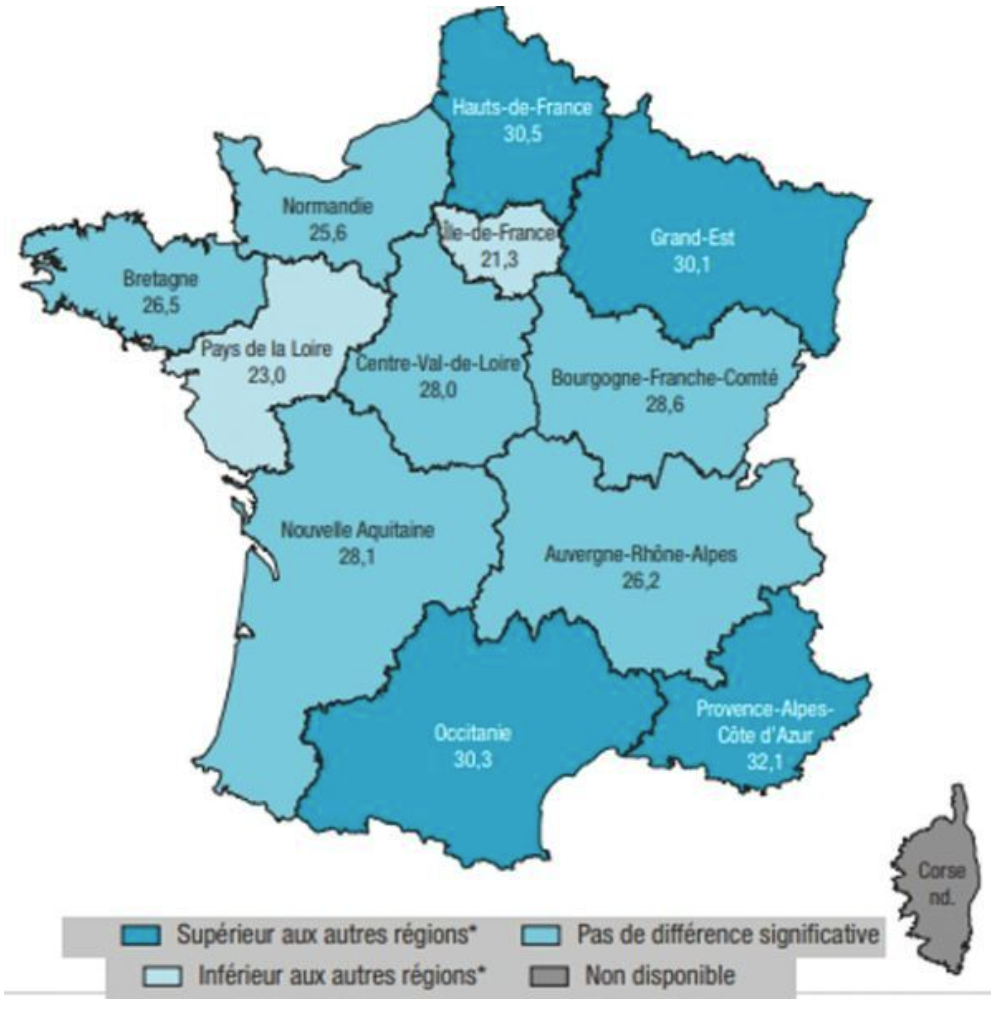 Hauts-de-France
30,5
Normandie
25,6
Île-de-France
21,3
Grand-Est
30,1
Bretagne
26,5
Pays de la Loire
23,0
Centre-Val-de-Loire
28,0
Bourgogne-Franche-Comté
28,6
Nouvelle Aquitaine
28,1
Auvergne-Rhône-Alpes
26,2
Occitanie
30,3
Provence-Alpes-
Côte d'Azur
32,1
Corse
nd.
Supérieur aux autres régions*
Pas de différence significative
Inférieur aux autres régions*
Non disponible